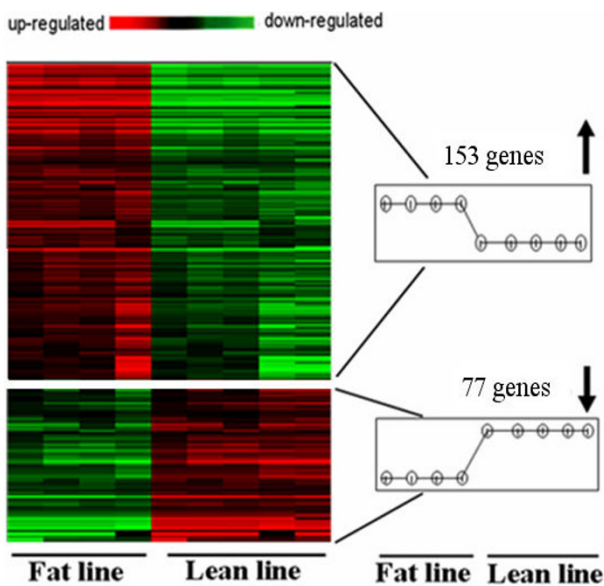 up-regulated down-regulated
153 genes
77 genes
Fat line Lean line Fat line Lean line